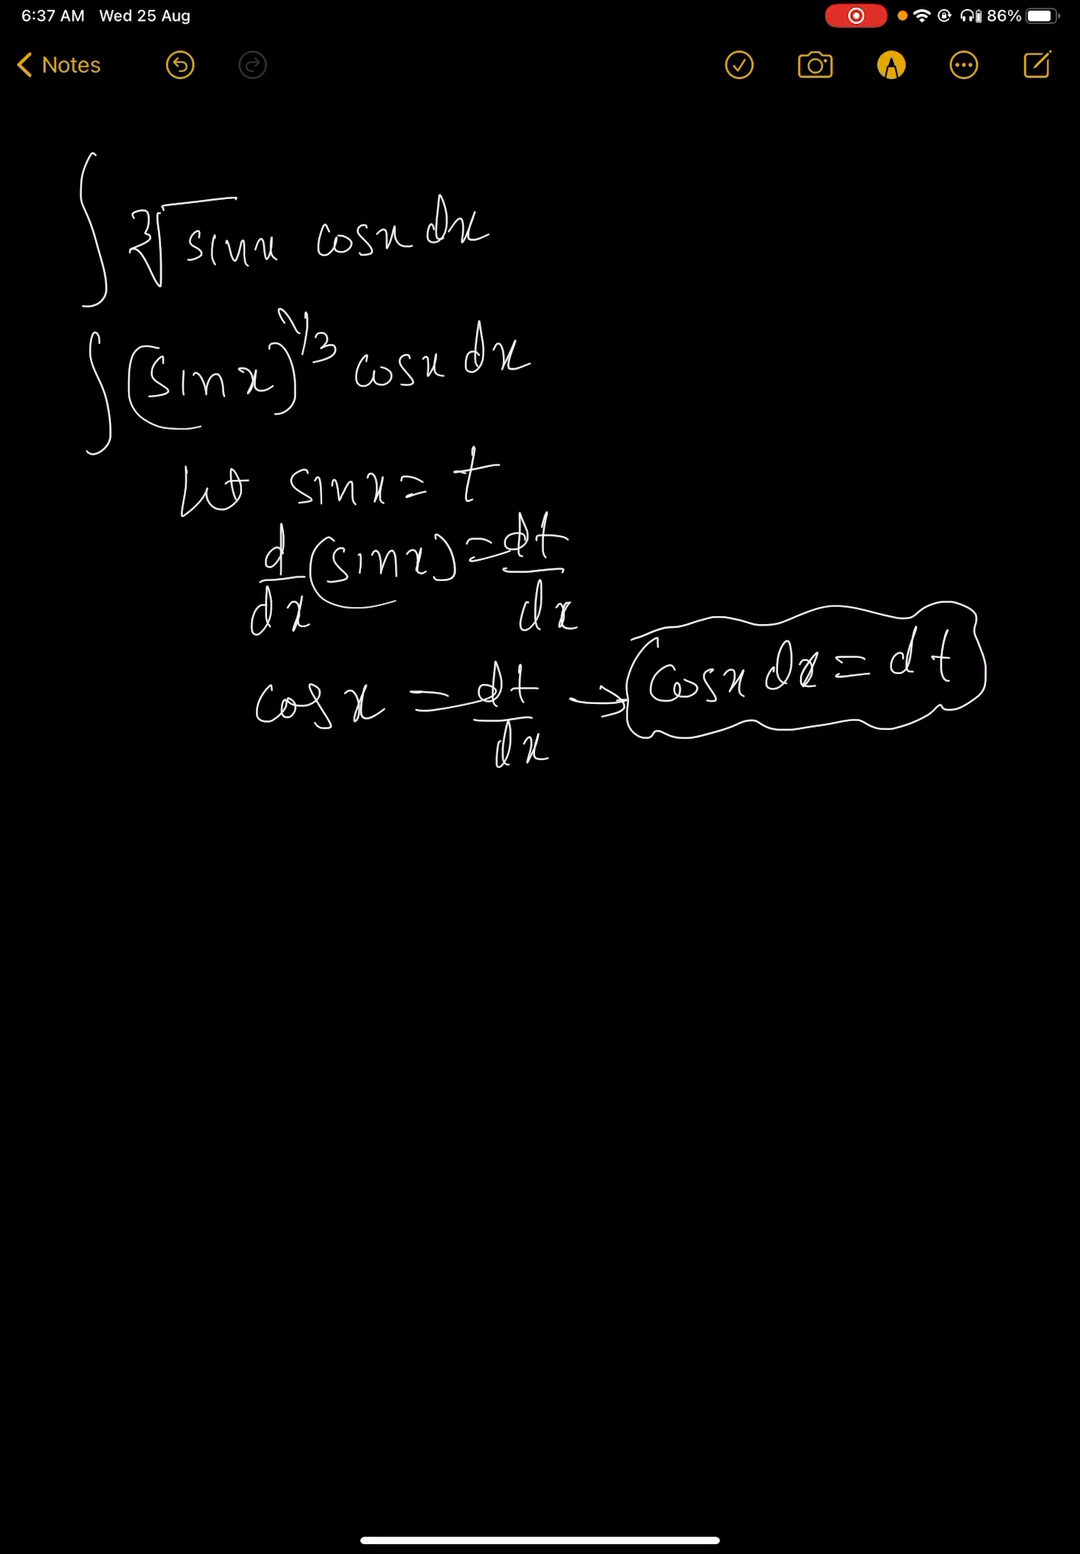 6:37 AM Wed 25 Aug 86%
Notes
∫ ∛sinx cosx dx
∫ (sinx)^1/3 cosx dx
Let sinx = t
d/dx (sinx) = dt/dx
cosx = dt/dx → cosx dx = dt